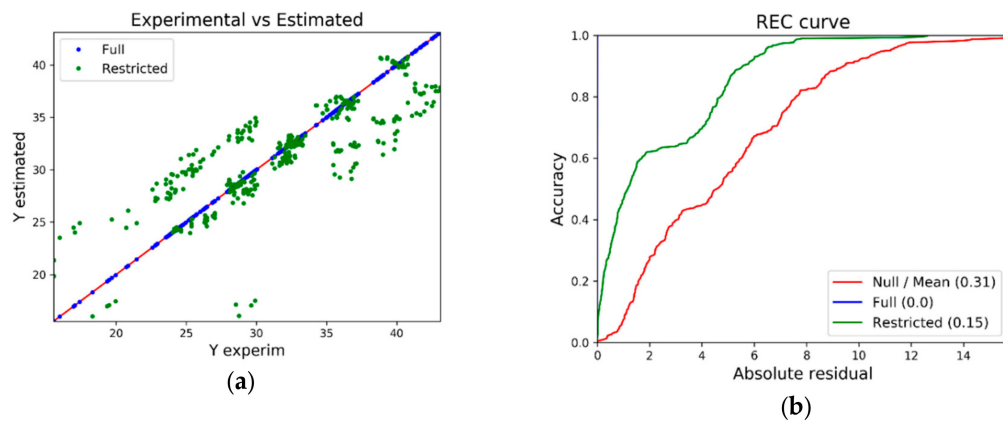 Experimental vs Estimated
Full
Restricted
40
35
30
25
20
Y estimated
20 25 30 35 40
Y experim
(a)
REC curve
1.0
0.8
0.6
0.4
0.2
0.0
Accuracy
Null / Mean (0.31)
Full (0.0)
Restricted (0.15)
0 2 4 6 8 10 12 14
Absolute residual
(b)